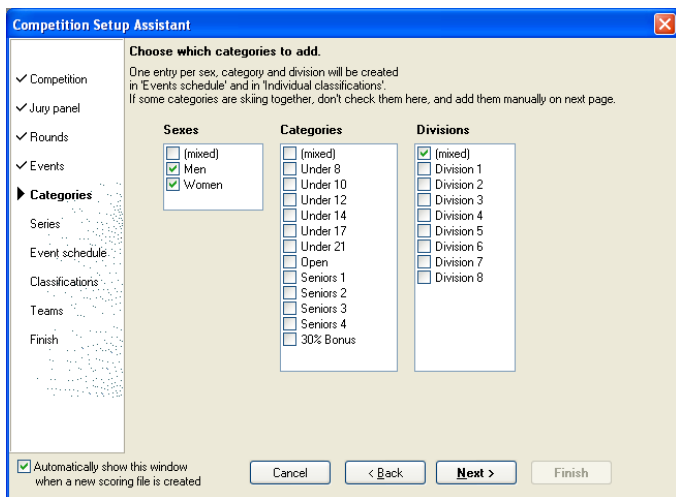 Competition Setup Assistant
Choose which categories to add.
One entry per sex, category and division will be created
in 'Events schedule' and in 'Individual classifications'.
If some categories are skiing together, don't check them here, and add them manually on next page.
Competition
Jury panel
Rounds
Events
Categories
Series
Event schedule
Classifications
Teams
Finish
Sexes
(mixed)
Men
Women
Categories
(mixed)
Under 8
Under 10
Under 12
Under 14
Under 17
Under 21
Open
Seniors 1
Seniors 2
Seniors 3
Seniors 4
30% Bonus
Divisions
(mixed)
Division 1
Division 2
Division 3
Division 4
Division 5
Division 6
Division 7
Division 8
Automatically show this window
when a new scoring file is created
Cancel
< Back
Next >
Finish